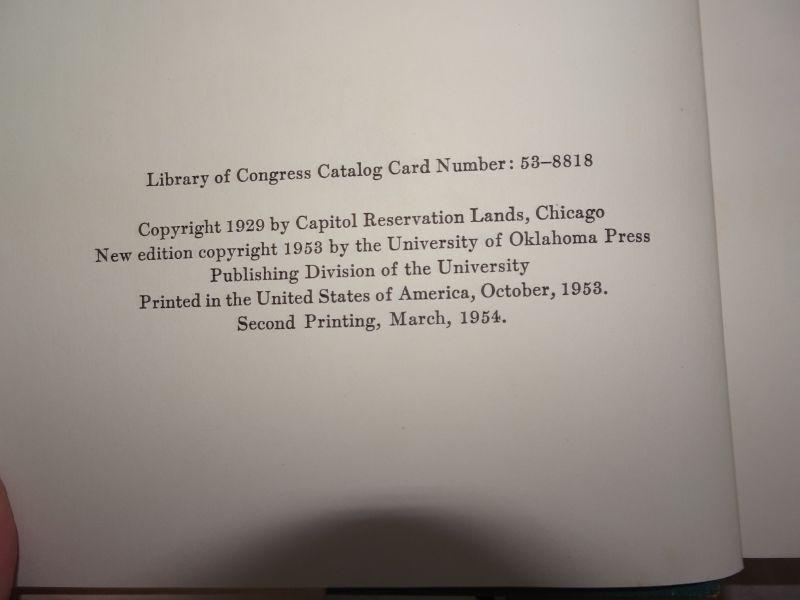 Library of Congress Catalog Card Number: 53–8818
Copyright 1929 by Capitol Reservation Lands, Chicago
New edition copyright 1953 by the University of Oklahoma Press
Publishing Division of the University
Printed in the United States of America, October, 1953.
Second Printing, March, 1954.